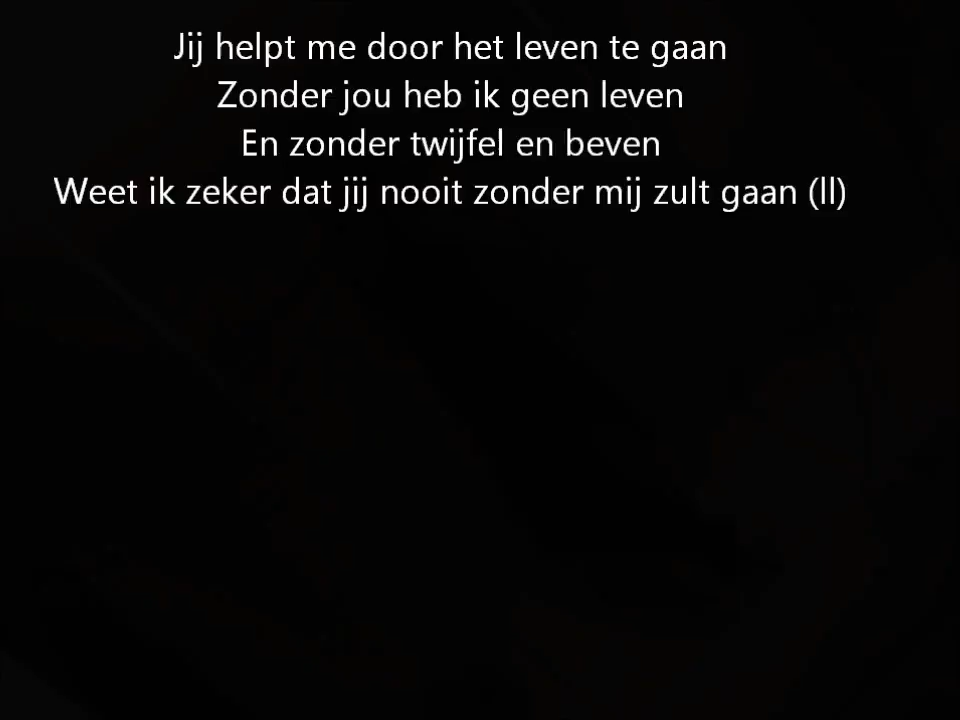 Jij helpt me door het leven te gaan
Zonder jou heb ik geen leven
En zonder twijfel en beven
Weet ik zeker dat jij nooit zonder mij zult gaan (ll)